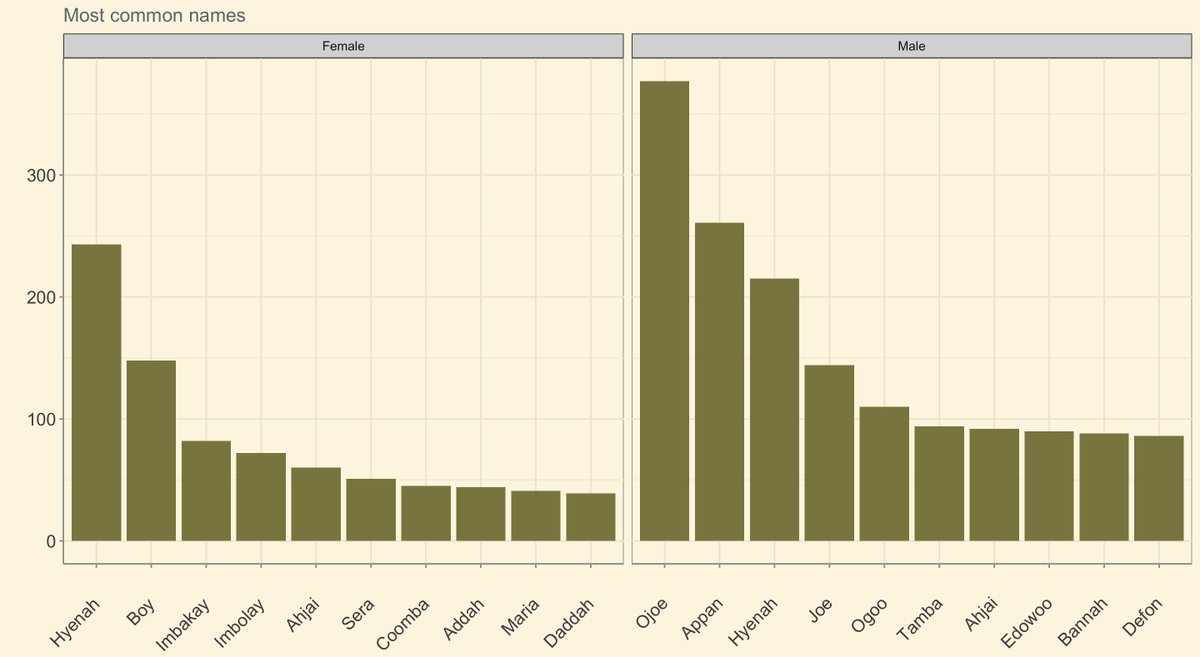 Most common names
Female
Male
300
200
100
0
Hyenah
Boy
Imbakay
Imbolay
Ahjai
Sera
Coomba
Addah
Maria
Daddah
Ojoe
Appan
Hyenah
Joe
Ogoo
Tamba
Ahjai
Edowoo
Bannah
Defon